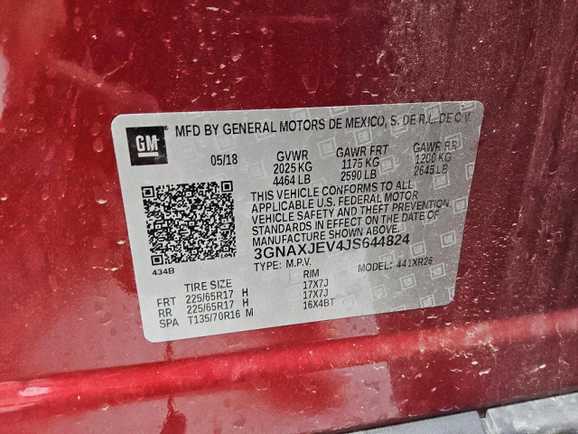 GM
MFD BY GENERAL MOTORS DE MEXICO, S. DE R.L. DE C.V.
05/18 GVWR GAWR FRT GAWR RR
2025 KG 1175 KG 1200 KG
4464 LB 2590 LB 2645 LB
THIS VEHICLE CONFORMS TO ALL
APPLICABLE U.S. FEDERAL MOTOR
VEHICLE SAFETY AND THEFT PREVENTION
STANDARDS IN EFFECT ON THE DATE OF
MANUFACTURE SHOWN ABOVE.
3GNAXJEV4JS644824
434B TYPE: M.P.V. MODEL: 441XR26
TIRE SIZE RIM
FRT 225/65R17 H 17X7J
RR 225/65R17 H 17X7J
SPA T135/70R16 M 16X4BT